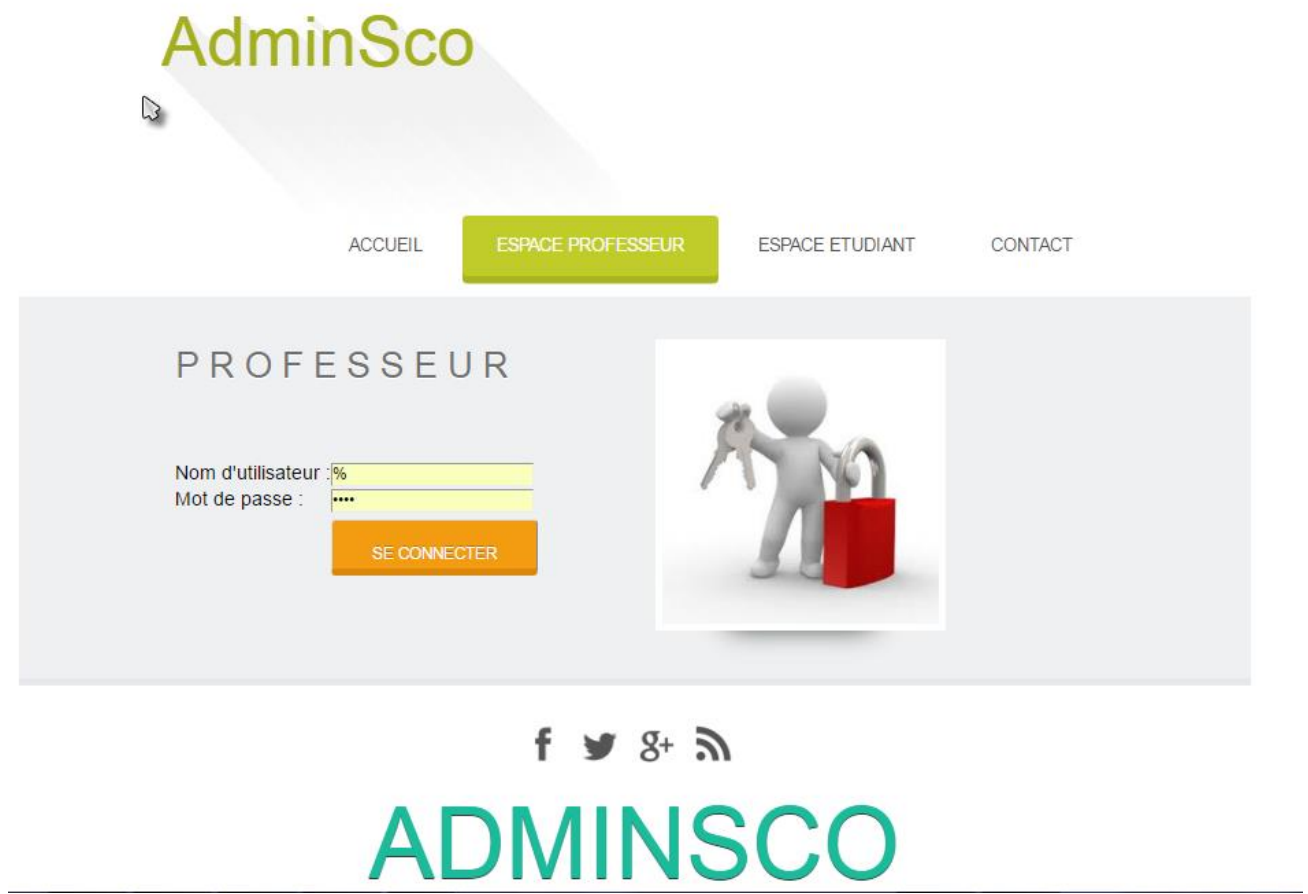 AdminSco
ACCUEIL ESPACE PROFESSEUR ESPACE ETUDIANT CONTACT
PROFESSEUR
Nom d'utilisateur : %
Mot de passe : ••••
SE CONNECTER
ADMINSCO